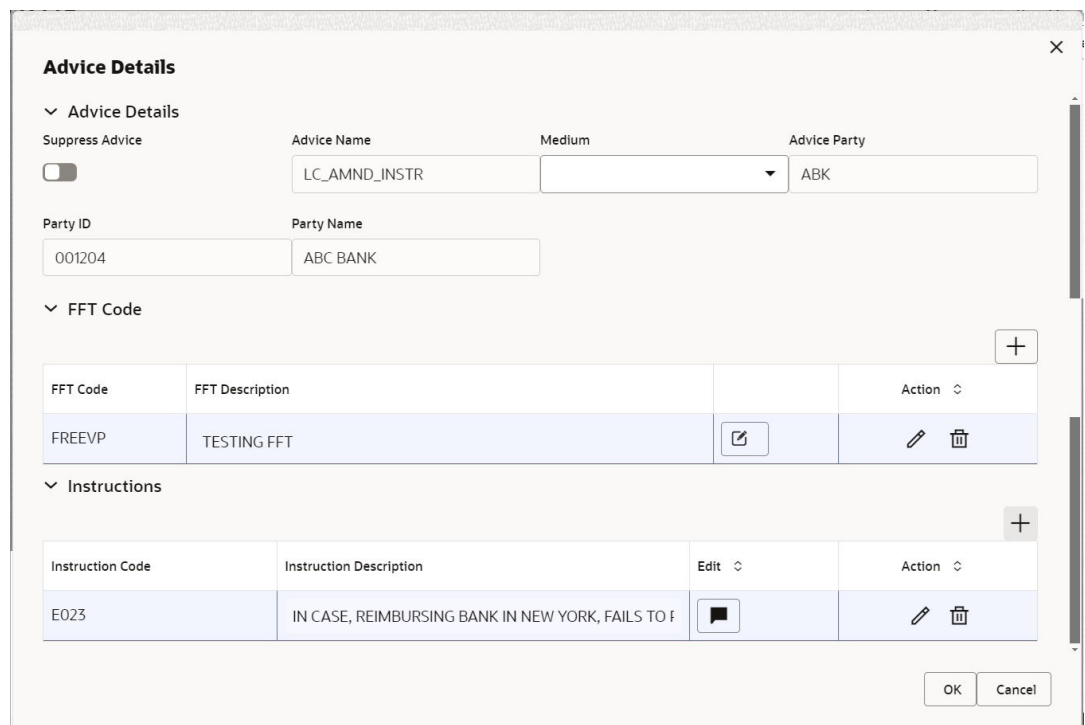 Advice Details
Advice Details
Suppress Advice Advice Name Medium Advice Party
LC_AMND_INSTR ABK
Party ID Party Name
001204 ABC BANK
FFT Code
FFT Code FFT Description Action
FREEVP TESTING FFT
Instructions
Instruction Code Instruction Description Edit Action
E023 IN CASE, REIMBURSING BANK IN NEW YORK, FAILS TO
OK Cancel